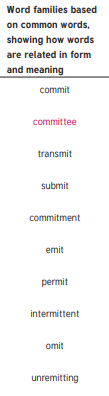 Word families based
on common words,
showing how words
are related in form
and meaning
commit
committee
transmit
submit
commitment
emit
permit
intermittent
omit
unremitting